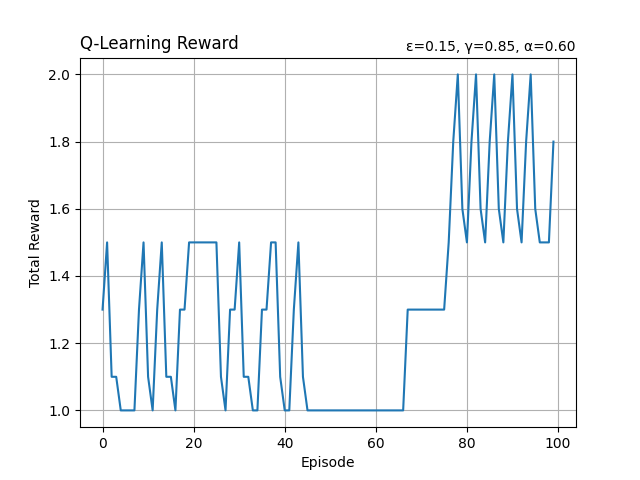 Q-Learning Reward
ε=0.15, γ=0.85, α=0.60
Total Reward
2.0
1.8
1.6
1.4
1.2
1.0
0 20 40 60 80 100
Episode